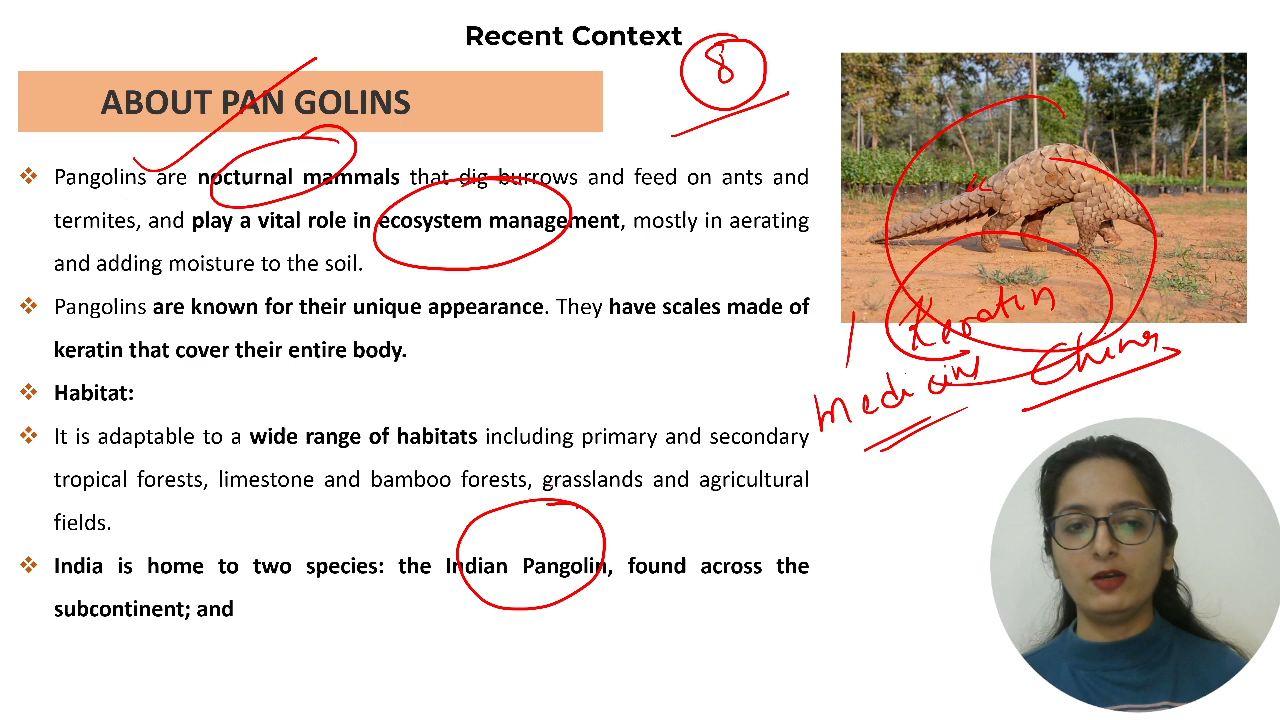 Recent Context
8
ABOUT PAN GOLINS
Pangolins are nocturnal mammals that dig burrows and feed on ants and
termites, and play a vital role in ecosystem management, mostly in aerating
and adding moisture to the soil.
Pangolins are known for their unique appearance. They have scales made of
keratin that cover their entire body.
Habitat:
It is adaptable to a wide range of habitats including primary and secondary
tropical forests, limestone and bamboo forests, grasslands and agricultural
fields.
India is home to two species: the Indian Pangolin, found across the
subcontinent; and
Keratin
China